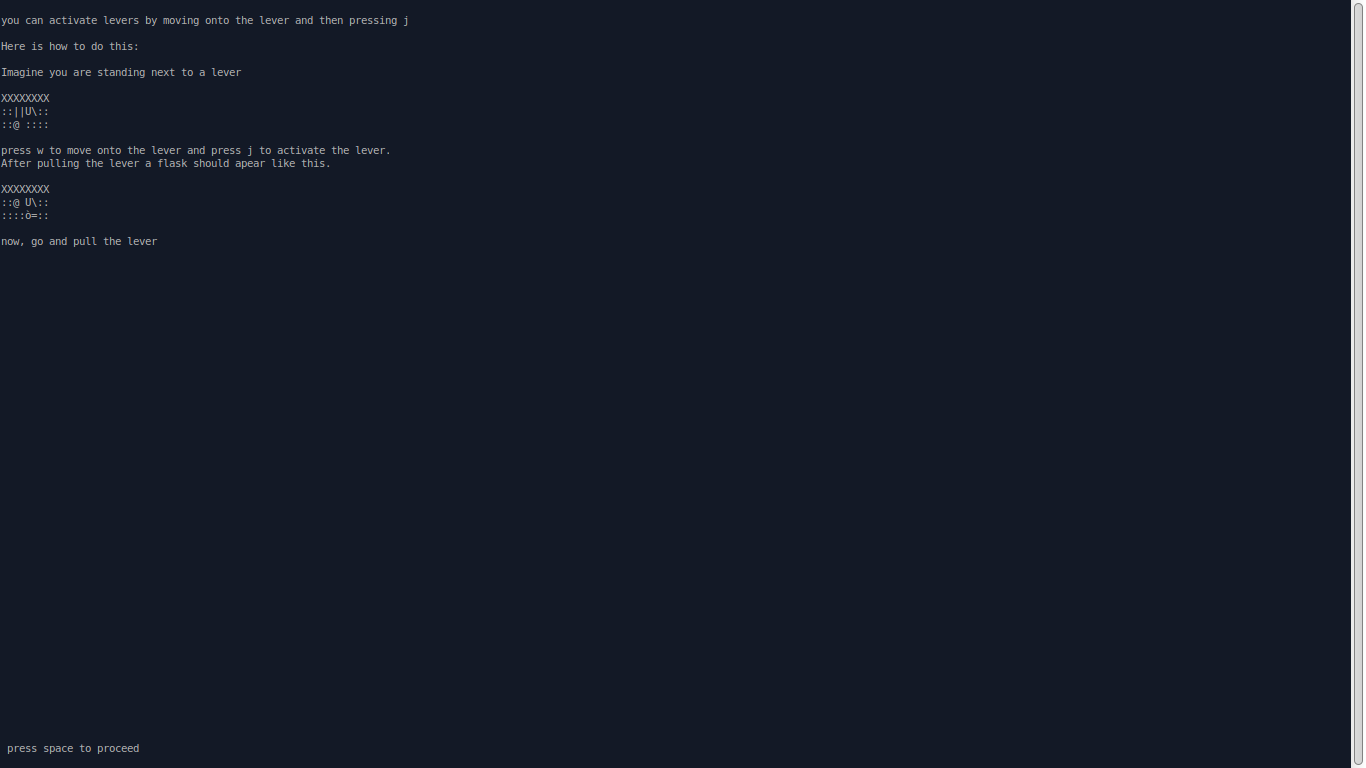 you can activate levers by moving onto the lever and then pressing j
Here is how to do this:
Imagine you are standing next to a lever
XXXXXXXX
::||U\::
::@ ::::
press w to move onto the lever and press j to activate the lever.
After pulling the lever a flask should apear like this.
XXXXXXXX
::@ U\::
::::ò=::
now, go and pull the lever
press space to proceed